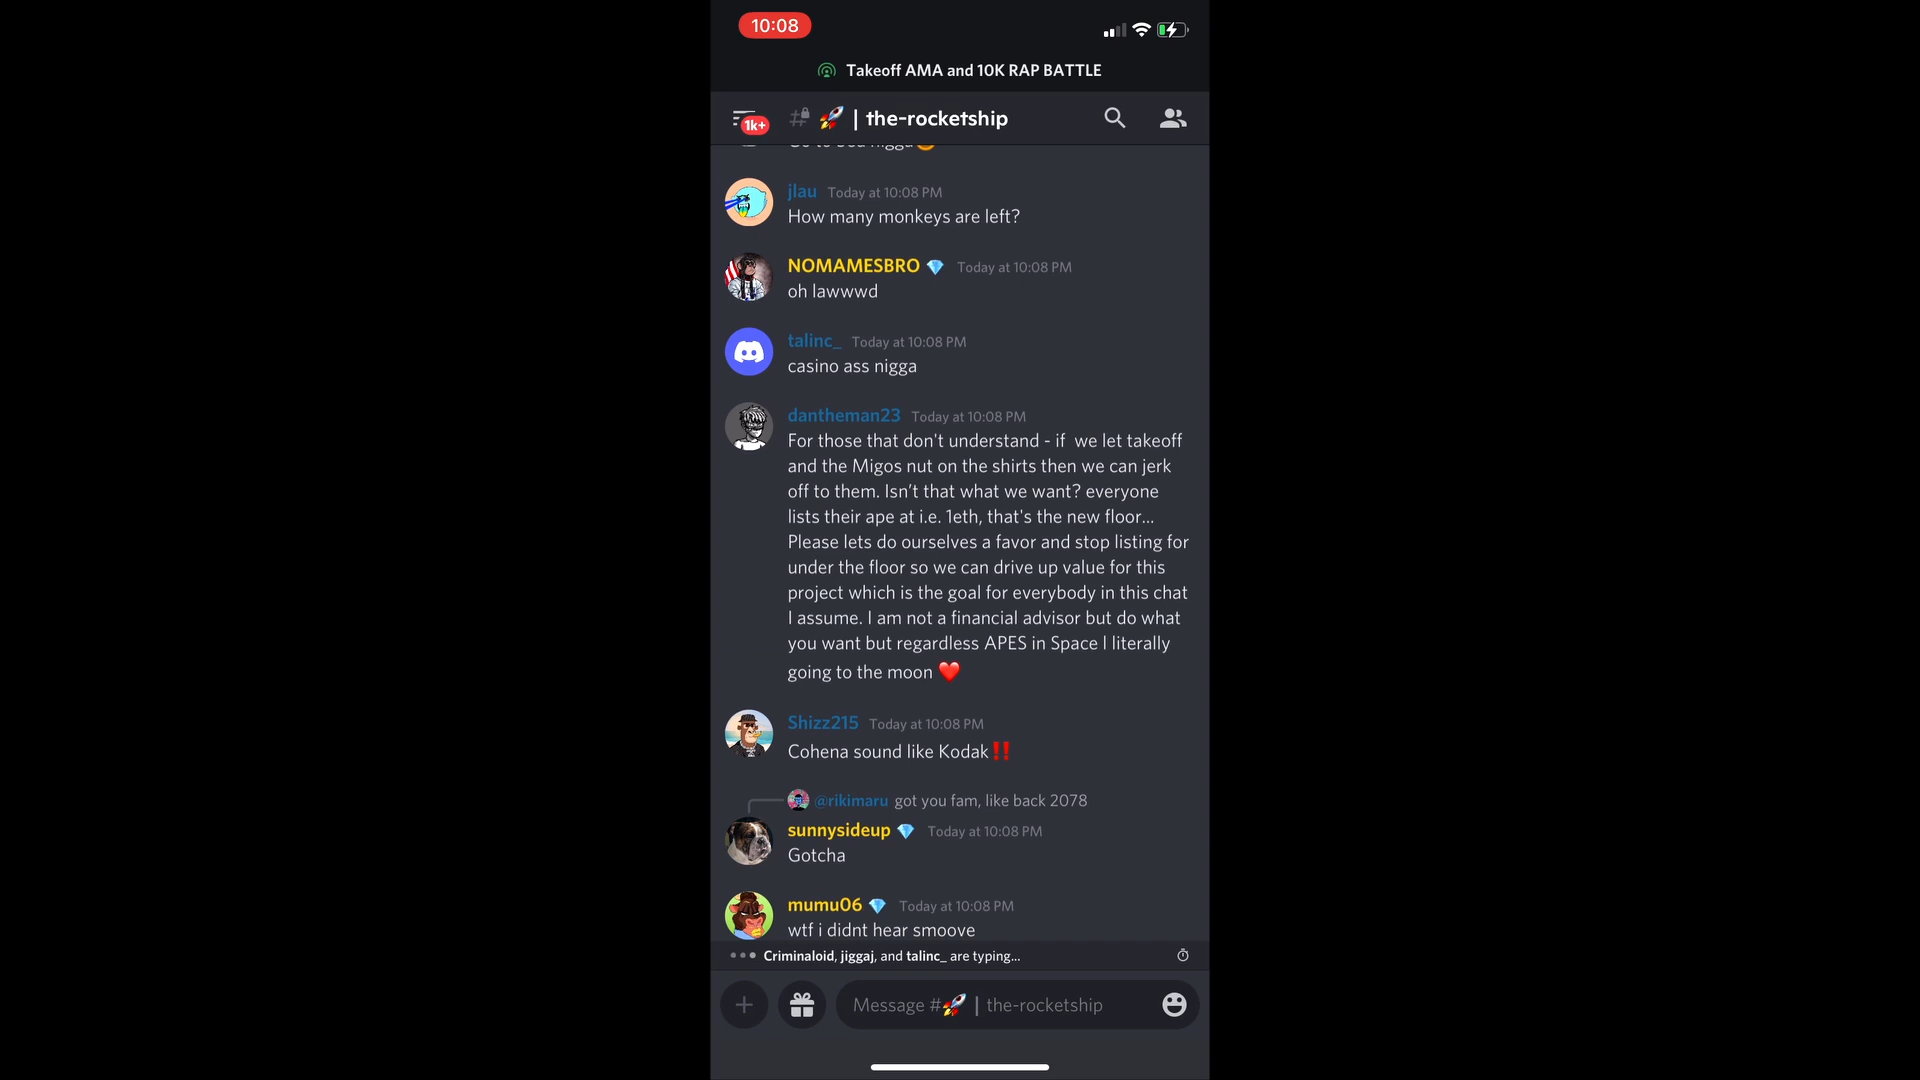 10:08
Takeoff AMA and 10K RAP BATTLE
1k+
# 🚀 | the-rocketship
jlau Today at 10:08 PM
How many monkeys are left?
NOMAMESBRO 💎 Today at 10:08 PM
oh lawwwd
talinc_ Today at 10:08 PM
casino ass nigga
dantheman23 Today at 10:08 PM
For those that don't understand - if we let takeoff
and the Migos nut on the shirts then we can jerk
off to them. Isn't that what we want? everyone
lists their ape at i.e. 1eth, that's the new floor...
Please lets do ourselves a favor and stop listing for
under the floor so we can drive up value for this
project which is the goal for everybody in this chat
I assume. I am not a financial advisor but do what
you want but regardless APES in Space l literally
going to the moon ❤️
Shizz215 Today at 10:08 PM
Cohena sound like Kodak‼️
@rikimaru got you fam, like back 2078
sunnysideup 💎 Today at 10:08 PM
Gotcha
mumu06 💎 Today at 10:08 PM
wtf i didnt hear smoove
Criminaloid, jiggaj, and talinc_ are typing...
Message #🚀 | the-rocketship